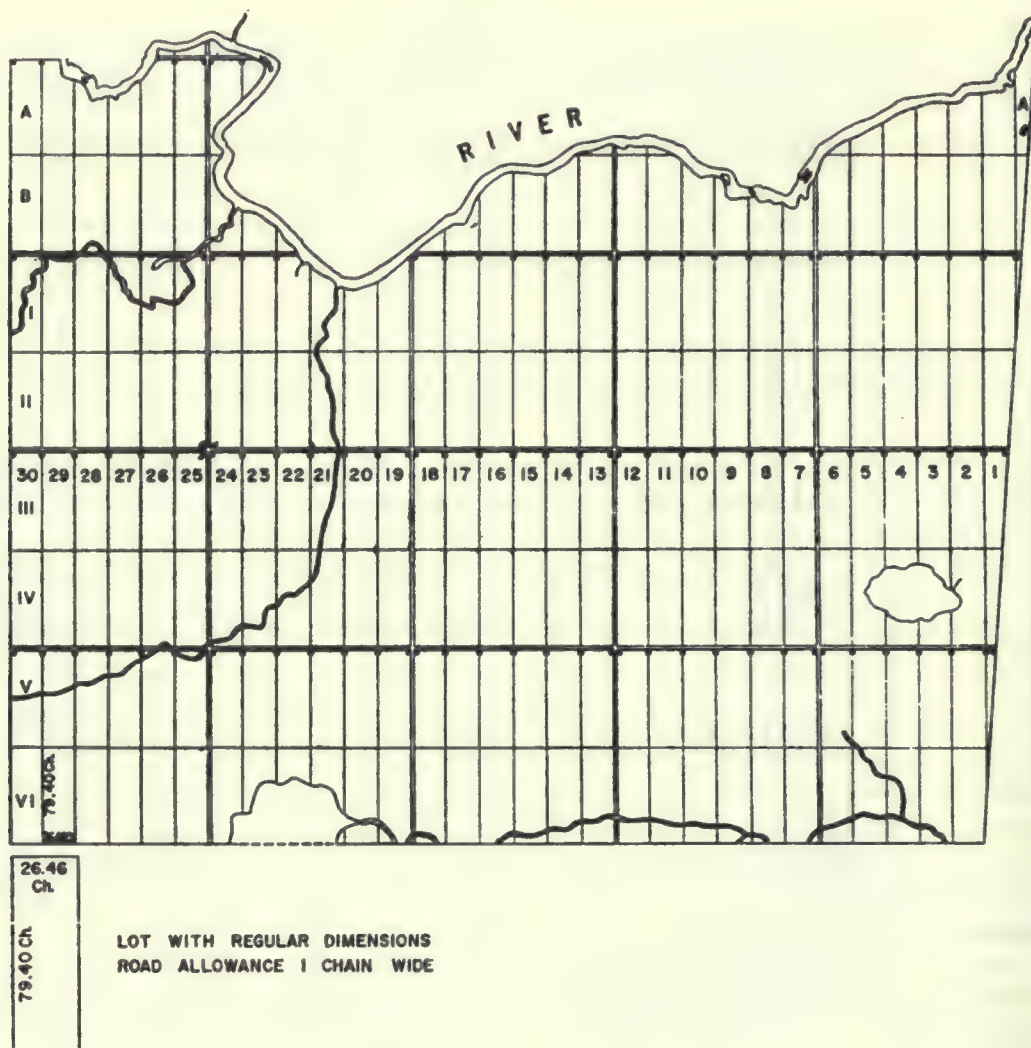 A
A
RIVER
B
I
II
30 29 28 27 26 25 24 23 22 21 20 19 18 17 16 15 14 13 12 11 10 9 8 7 6 5 4 3 2 1
III
IV
V
VI
79.40 Ch.
26.46
Ch.
79.40 Ch.
LOT WITH REGULAR DIMENSIONS
ROAD ALLOWANCE 1 CHAIN WIDE